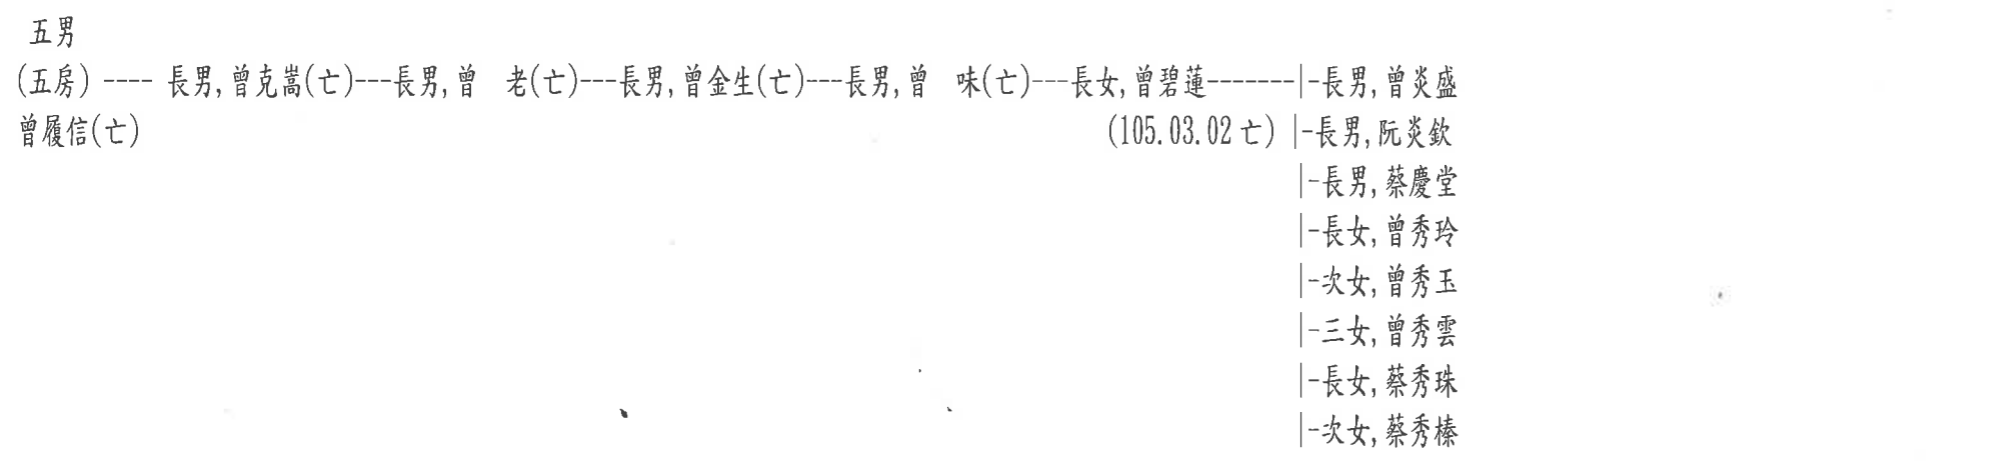 五男
(五房) ---- 長男,曾克嵩(亡)---長男,曾　老(亡)---長男,曾金生(亡)---長男,曾　味(亡)---長女,曾碧蓮-------|-長男,曾炎盛
曾履信(亡) (105.03.02亡) |-長男,阮炎欽
|-長男,蔡慶堂
|-長女,曾秀玲
|-次女,曾秀玉
|-三女,曾秀雲
|-長女,蔡秀珠
|-次女,蔡秀榛